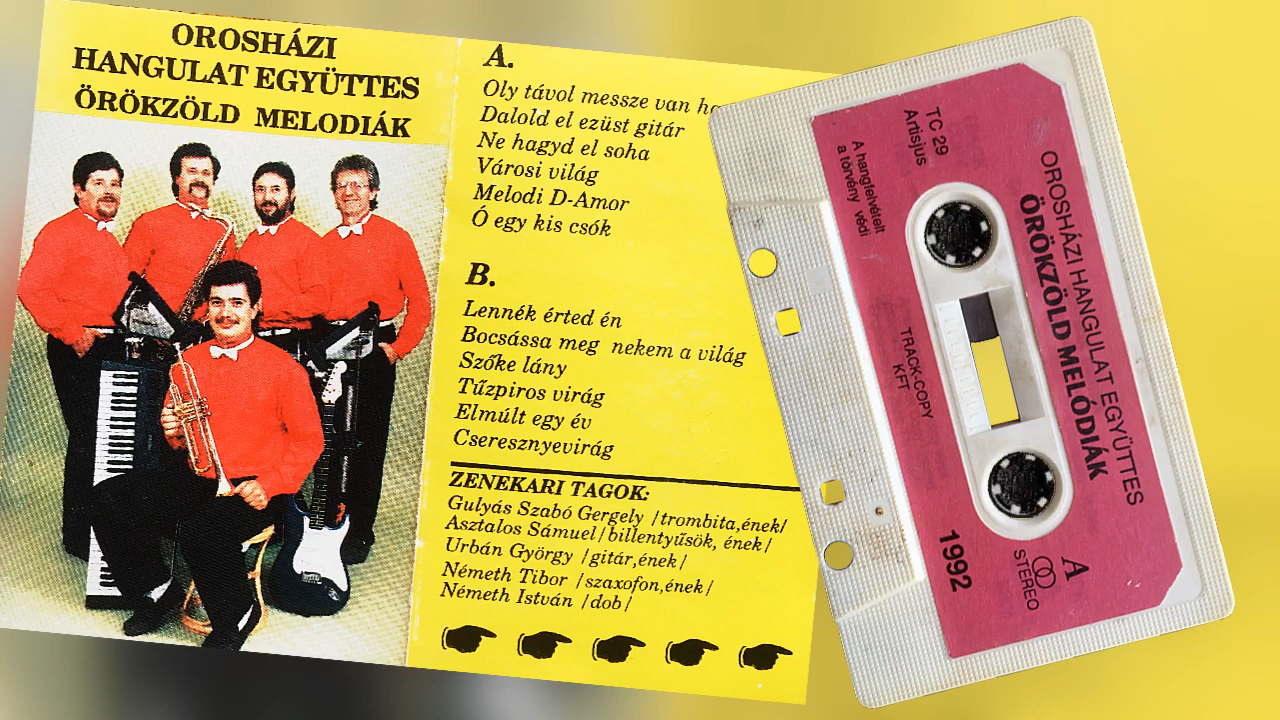 OROSHÁZI
HANGULAT EGYÜTTES
ÖRÖKZÖLD MELODIÁK
A.
Oly távol messze van
Dalold el ezüst gitár
Ne hagyd el soha
Városi világ
Melodi D-Amor
Ó egy kis csók
B.
Lennék érted én
Bocsássa meg nekem a világ
Szőke lány
Tűzpiros virág
Elmúlt egy év
Cseresznyevirág
ZENEKARI TAGOK:
Gulyás Szabó Gergely /trombita,ének/
Asztalos Sámuel/billentyűsök, ének/
Urbán György /gitár,ének/
Németh Tibor /szaxofon,ének/
Németh István /dob/
OROSHÁZI HANGULAT EGYÜTTES
ÖRÖKZÖLD MELÓDIÁK
TC 29
Artisjus
A hangfelvételt
a törvény védi
TRACK-COPY
KFT
A
STEREO
1992